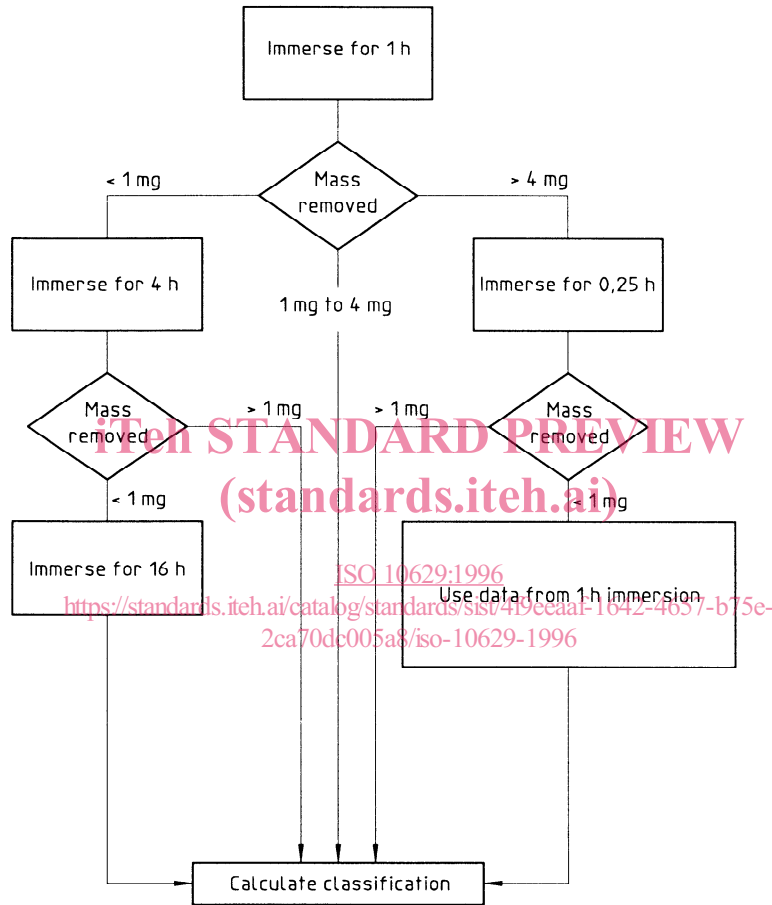 Immerse for 1 h
Mass
removed
< 1 mg
> 4 mg
Immerse for 4 h
1 mg to 4 mg
Immerse for 0,25 h
Mass
removed
> 1 mg
> 1 mg
Mass
removed
iTeh STANDARD PREVIEW
(standards.iteh.ai)
< 1 mg
< 1 mg
Immerse for 16 h
ISO 10629:1996
Use data from 1 h immersion
https://standards.iteh.ai/catalog/standards/sist/4f9eeaaf-1642-4657-b75e-
2ca70dc005a8/iso-10629-1996
Calculate classification